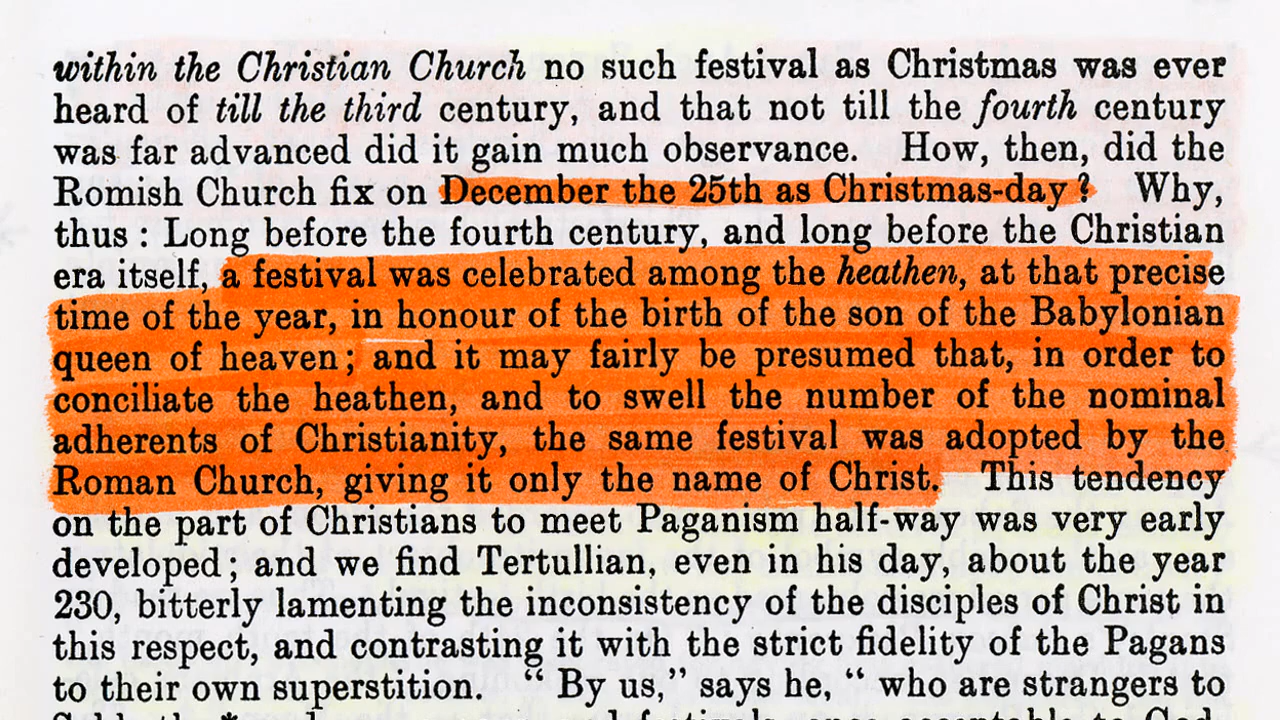 within the Christian Church no such festival as Christmas was ever
heard of till the third century, and that not till the fourth century
was far advanced did it gain much observance. How, then, did the
Romish Church fix on December the 25th as Christmas-day? Why,
thus: Long before the fourth century, and long before the Christian
era itself, a festival was celebrated among the heathen, at that precise
time of the year, in honour of the birth of the son of the Babylonian
queen of heaven; and it may fairly be presumed that, in order to
conciliate the heathen, and to swell the number of the nominal
adherents of Christianity, the same festival was adopted by the
Roman Church, giving it only the name of Christ. This tendency
on the part of Christians to meet Paganism half-way was very early
developed; and we find Tertullian, even in his day, about the year
230, bitterly lamenting the inconsistency of the disciples of Christ in
this respect, and contrasting it with the strict fidelity of the Pagans
to their own superstition. “By us,” says he, “who are strangers to